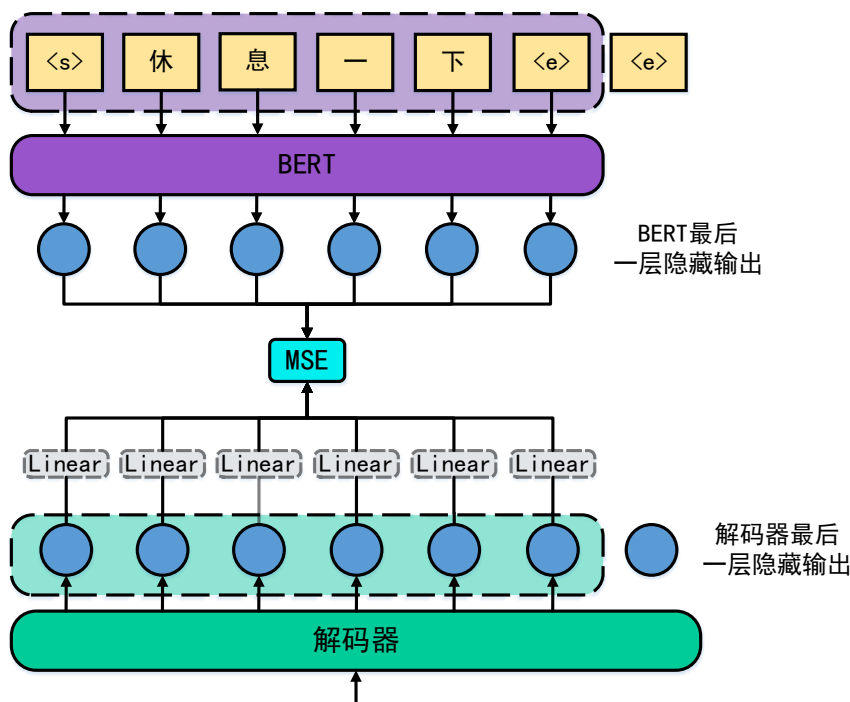 <s> 休 息 一 下 <e> <e>
BERT
BERT最后
一层隐藏输出
MSE
Linear Linear Linear Linear Linear Linear
解码器最后
一层隐藏输出
解码器